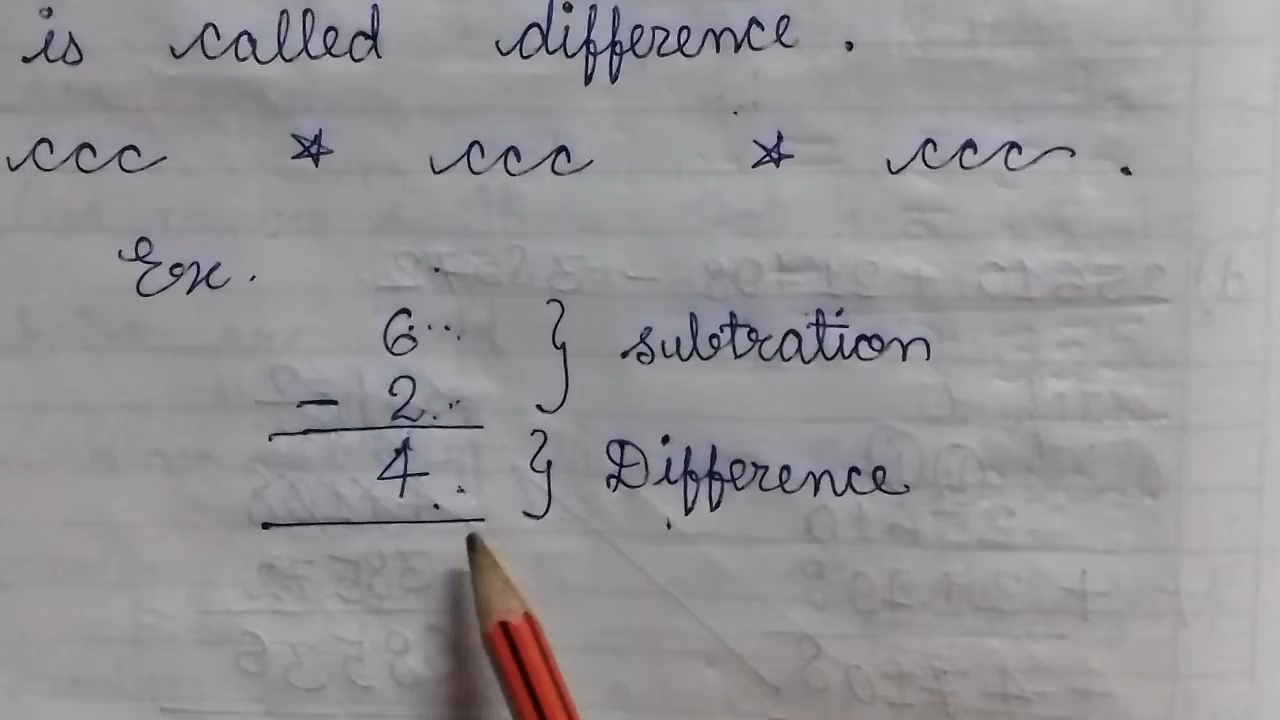 is called difference.
ccc * ccc * ccc.
Ex.
6
} subtration
- 2
4 } Difference